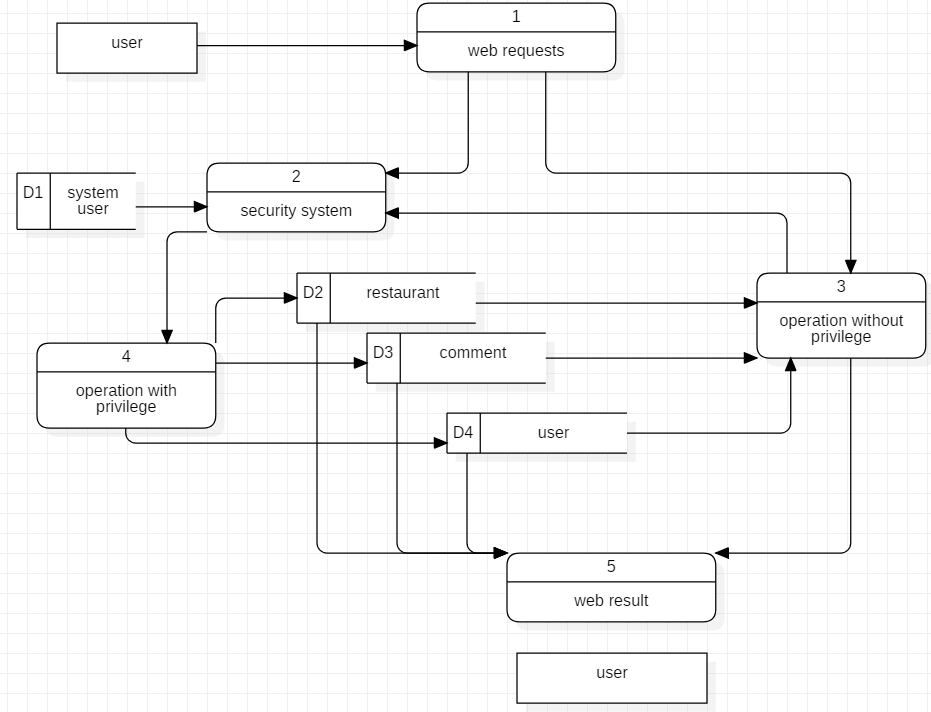 1
user
web requests
2
D1
system
user
security system
3
D2
restaurant
operation without
privilege
4
D3
comment
operation with
privilege
D4
user
5
web result
user